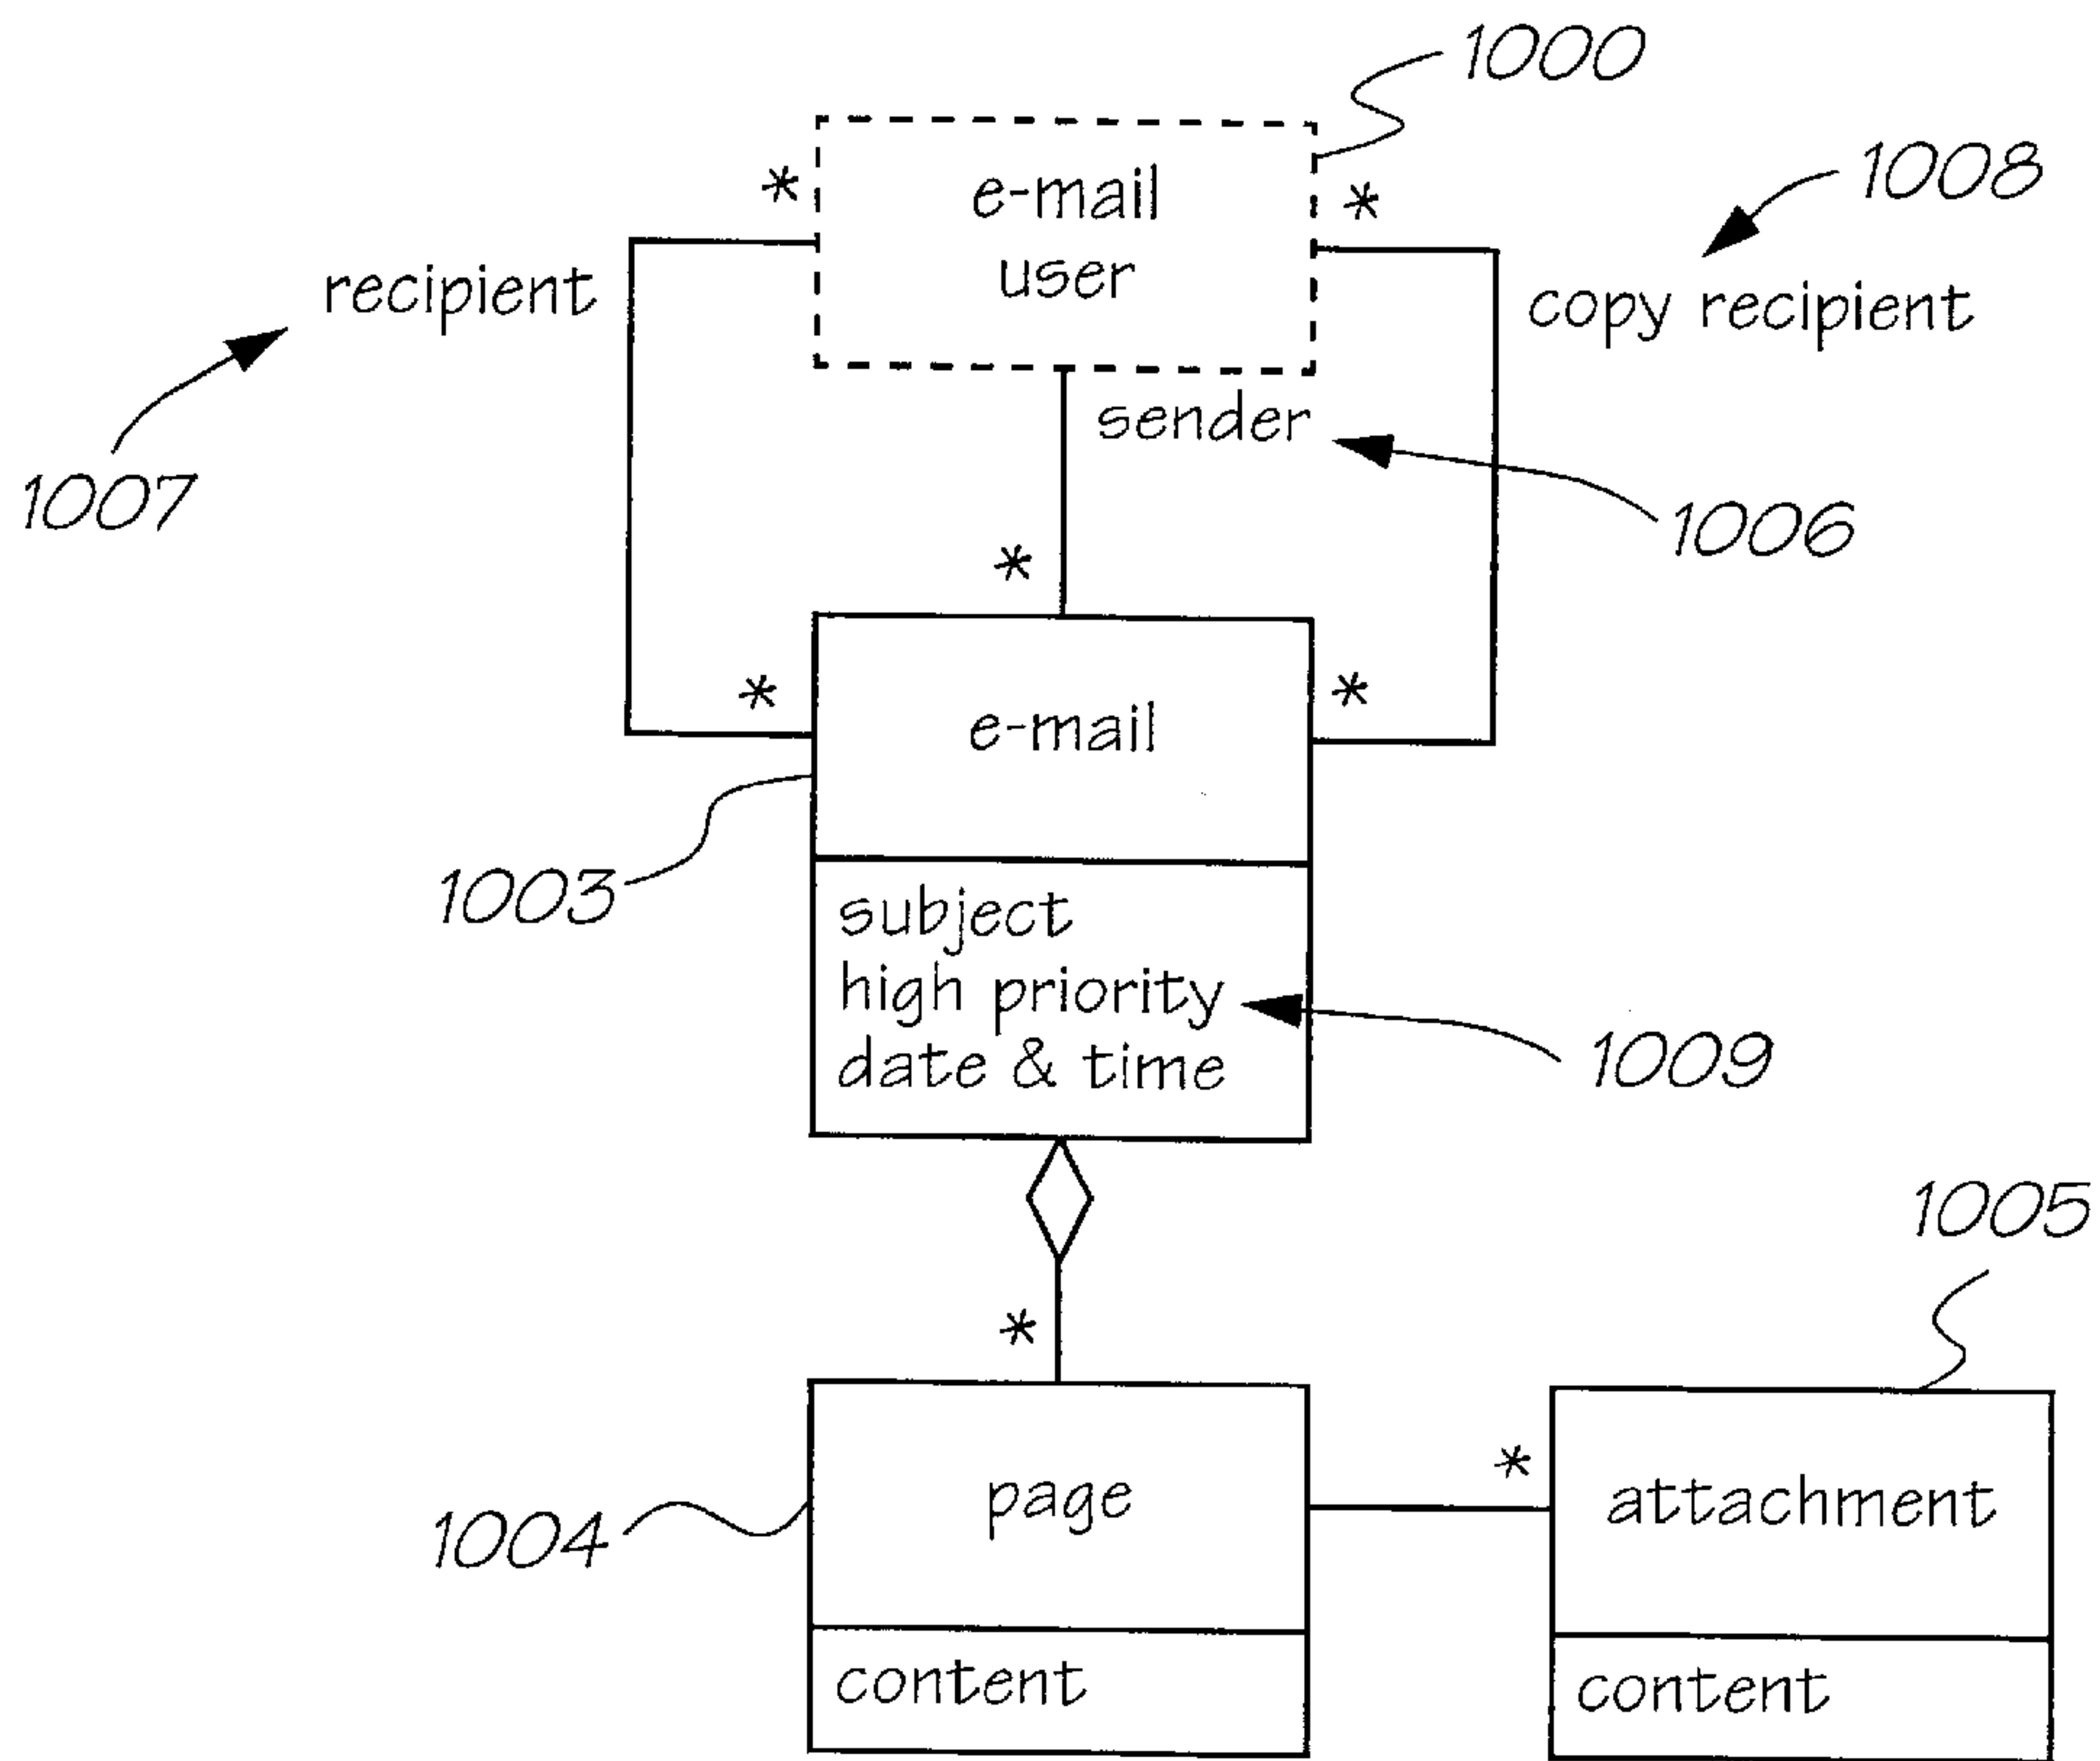 1000
*
e-mail
user
*
1008
recipient
copy recipient
sender
1007
1006
*
*
e-mail
*
1003
subject
high priority
date & time
1009
1005
*
page
*
attachment
1004
content
content